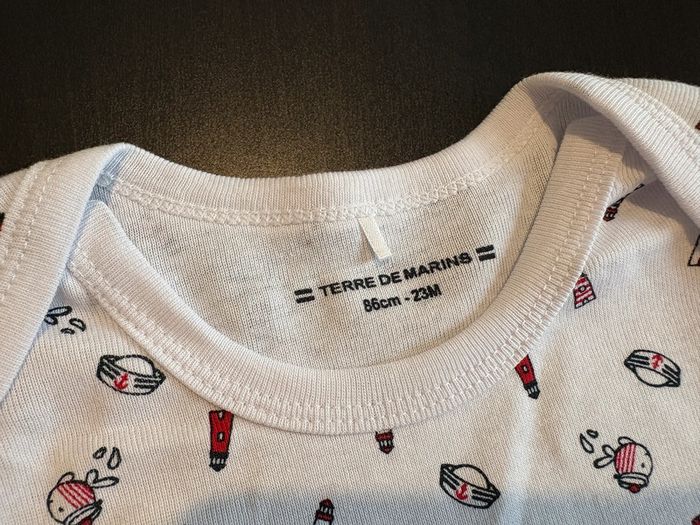 = TERRE DE MARINS =
86cm - 23M